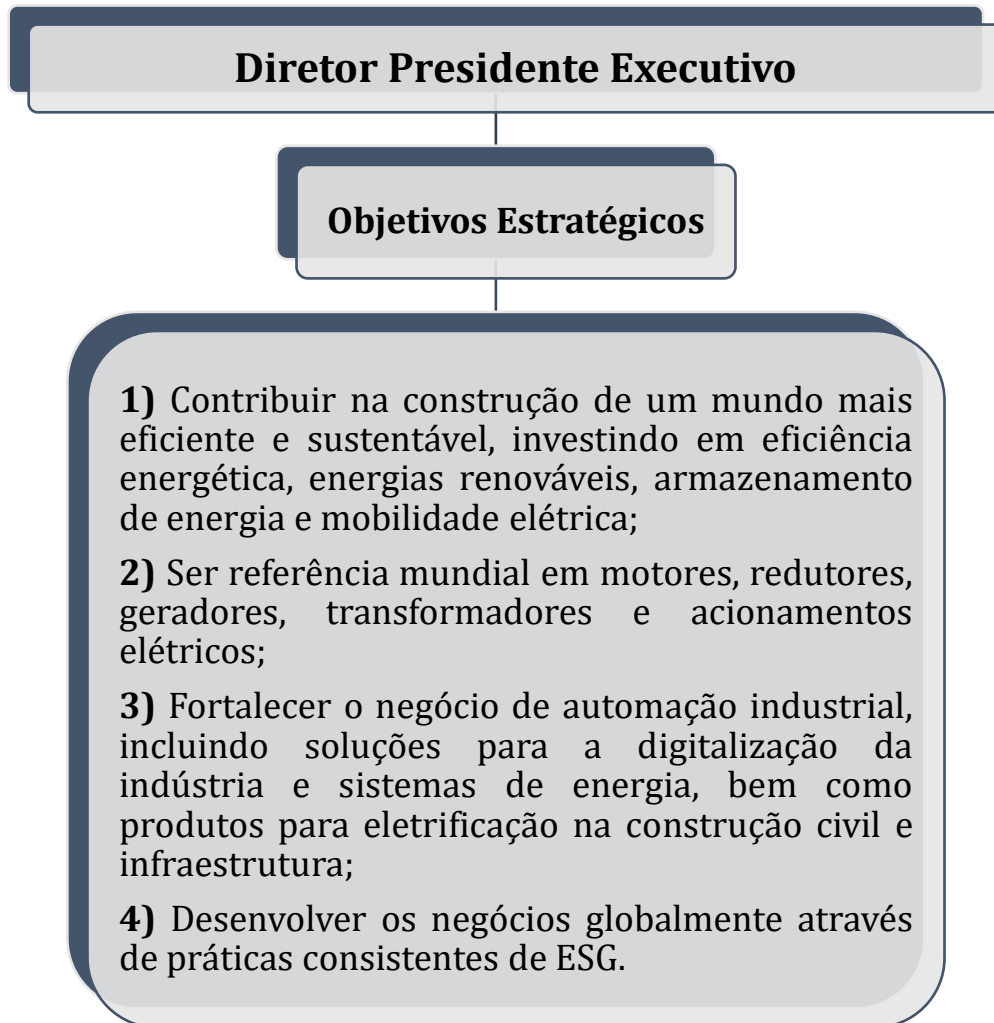 Diretor Presidente Executivo
Objetivos Estratégicos
1) Contribuir na construção de um mundo mais
eficiente e sustentável, investindo em eficiência
energética, energias renováveis, armazenamento
de energia e mobilidade elétrica;
2) Ser referência mundial em motores, redutores,
geradores, transformadores e acionamentos
elétricos;
3) Fortalecer o negócio de automação industrial,
incluindo soluções para a digitalização da
indústria e sistemas de energia, bem como
produtos para eletrificação na construção civil e
infraestrutura;
4) Desenvolver os negócios globalmente através
de práticas consistentes de ESG.